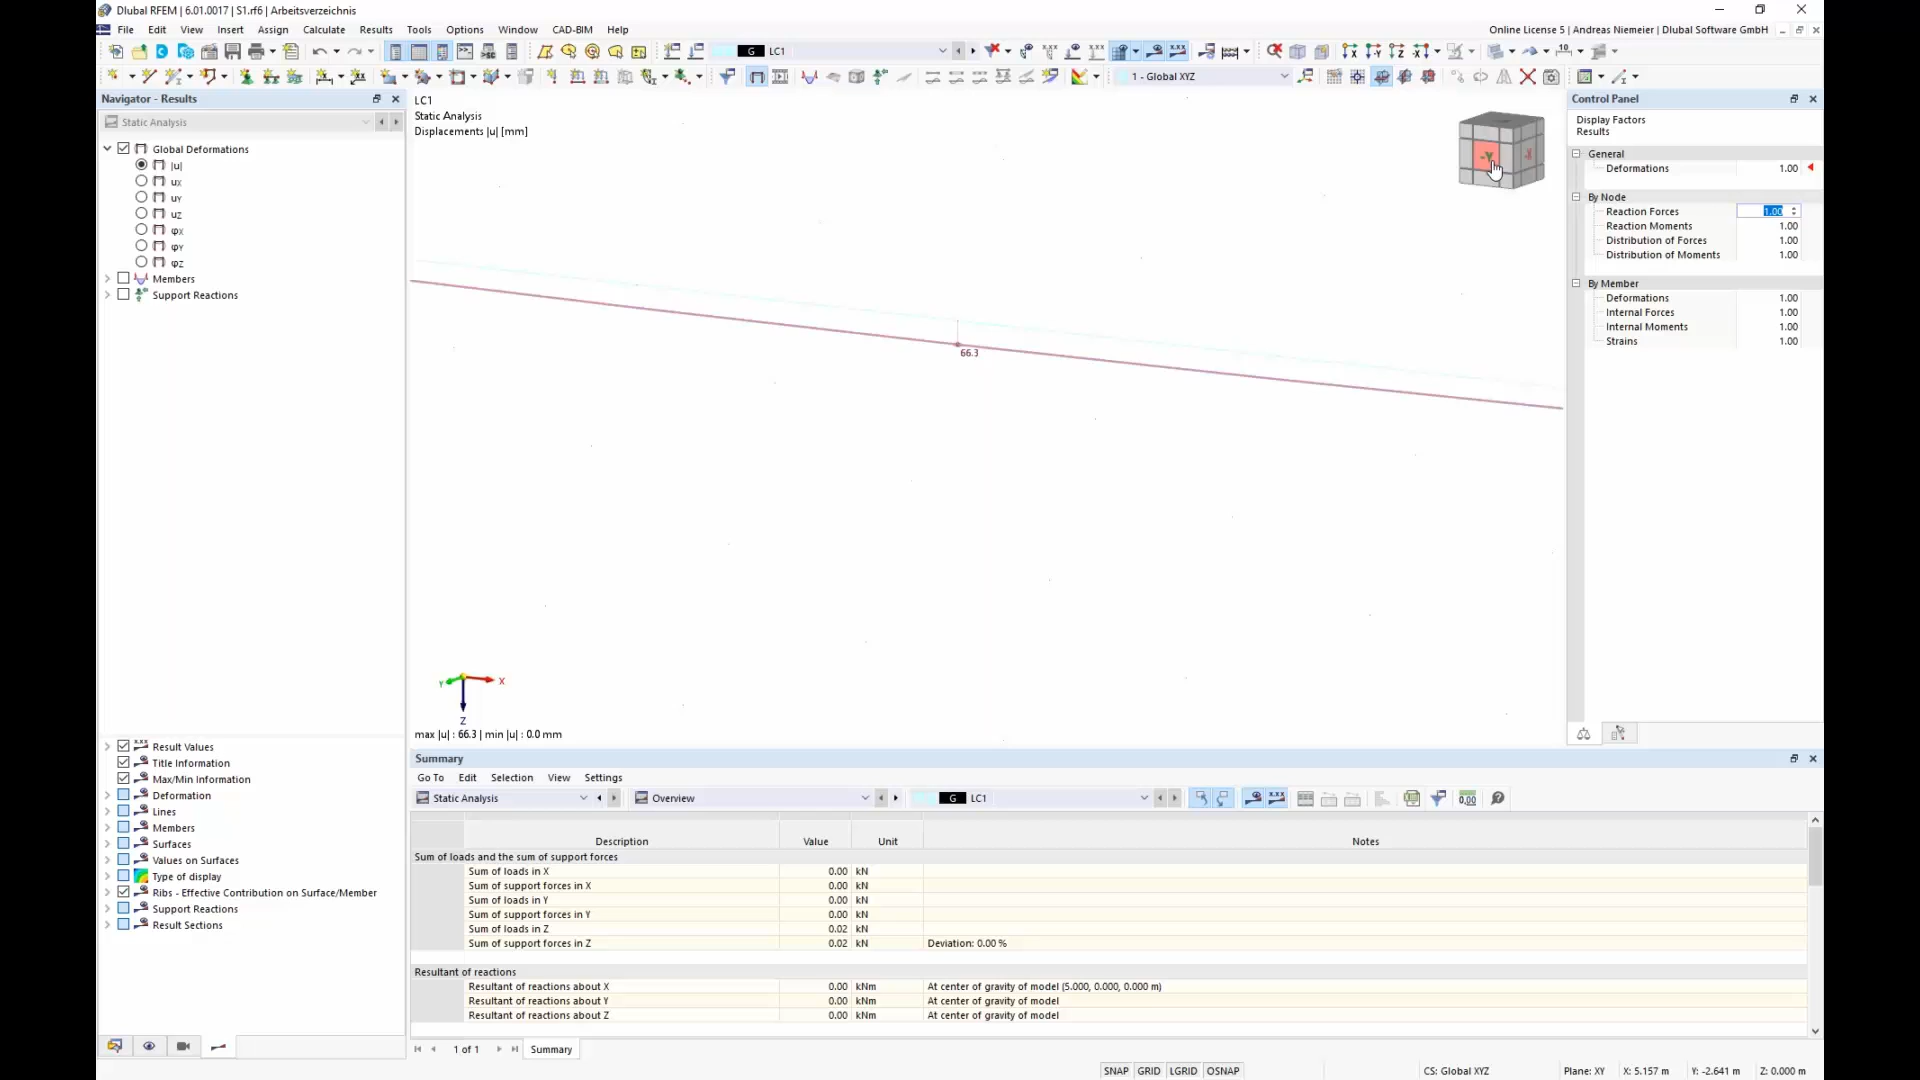 Dlubal RFEM | 6.01.0017 | S1.rf6 | Arbeitsverzeichnis
File Edit View Insert Assign Calculate Results Tools Options Window CAD-BIM Help
Online License 5 | Andreas Niemeier | Dlubal Software GmbH
G LC1
1 - Global XYZ
Navigator - Results
Static Analysis
Global Deformations
|u|
uX
uY
uZ
φX
φY
φZ
Members
Support Reactions
Result Values
Title Information
Max/Min Information
Deformation
Lines
Members
Surfaces
Values on Surfaces
Type of display
Ribs - Effective Contribution on Surface/Member
Support Reactions
Result Sections
LC1
Static Analysis
Displacements |u| [mm]
-Y
66.3
Y
X
Z
max |u| : 66.3 | min |u| : 0.0 mm
Control Panel
Display Factors
Results
General
Deformations 1.00
By Node
Reaction Forces 1.00
Reaction Moments 1.00
Distribution of Forces 1.00
Distribution of Moments 1.00
By Member
Deformations 1.00
Internal Forces 1.00
Internal Moments 1.00
Strains 1.00
Summary
Go To Edit Selection View Settings
Static Analysis Overview G LC1
Description Value Unit Notes
Sum of loads and the sum of support forces
Sum of loads in X 0.00 kN
Sum of support forces in X 0.00 kN
Sum of loads in Y 0.00 kN
Sum of support forces in Y 0.00 kN
Sum of loads in Z 0.02 kN
Sum of support forces in Z 0.02 kN Deviation: 0.00 %
Resultant of reactions
Resultant of reactions about X 0.00 kNm At center of gravity of model (5.000, 0.000, 0.000 m)
Resultant of reactions about Y 0.00 kNm At center of gravity of model
Resultant of reactions about Z 0.00 kNm At center of gravity of model
1 of 1 Summary
SNAP GRID LGRID OSNAP CS: Global XYZ Plane: XY X: 5.157 m Y: -2.641 m Z: 0.000 m